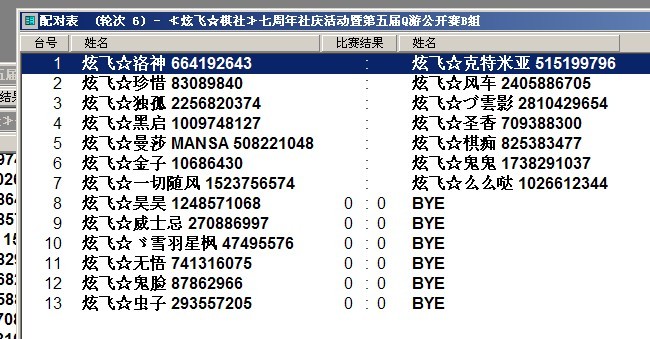 配对表 (轮次 6) - ≮炫飞☆棋社≯七周年社庆活动暨第五届Q游公开赛B组
台号 姓名 比赛结果 姓名
1 炫飞☆洛神 664192643 : 炫飞☆克特米亚 515199796
2 炫飞☆珍惜 83089840 : 炫飞☆风车 2405886705
3 炫飞☆独孤 2256820374 : 炫飞☆づ雲影 2810429654
4 炫飞☆黑启 1009748127 : 炫飞☆圣香 709388300
5 炫飞☆曼莎 MANSA 508221048 : 炫飞☆棋痴 825383477
6 炫飞☆金子 10686430 : 炫飞☆鬼鬼 1738291037
7 炫飞☆一切随风 1523756574 : 炫飞☆么么哒 1026612344
8 炫飞☆昊昊 1248571068 0 : 0 BYE
9 炫飞☆威士忌 270886997 0 : 0 BYE
10 炫飞☆ゞ雪羽星枫 47495576 0 : 0 BYE
11 炫飞☆无悟 741316075 0 : 0 BYE
12 炫飞☆鬼脸 87862966 0 : 0 BYE
13 炫飞☆虫子 293557205 0 : 0 BYE